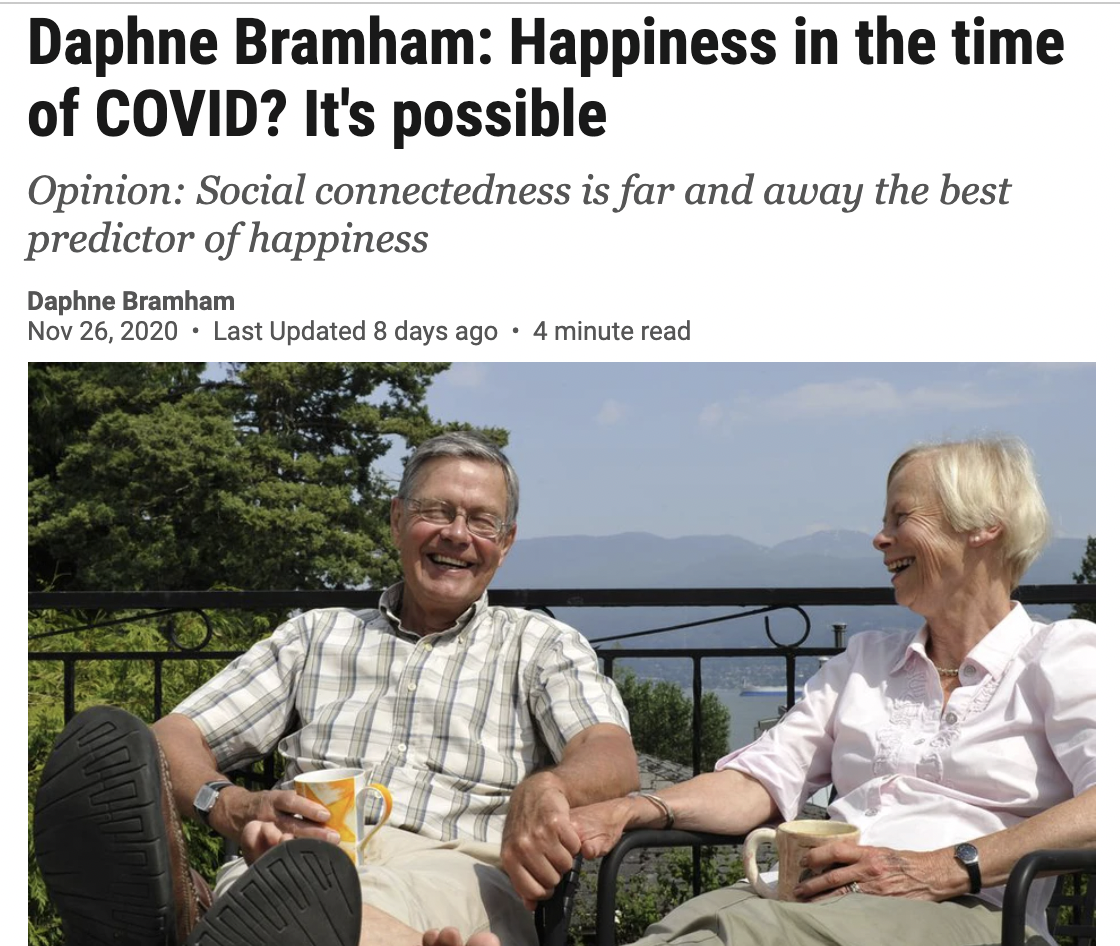 Daphne Bramham: Happiness in the time
of COVID? It's possible
Opinion: Social connectedness is far and away the best
predictor of happiness
Daphne Bramham
Nov 26, 2020 • Last Updated 8 days ago • 4 minute read